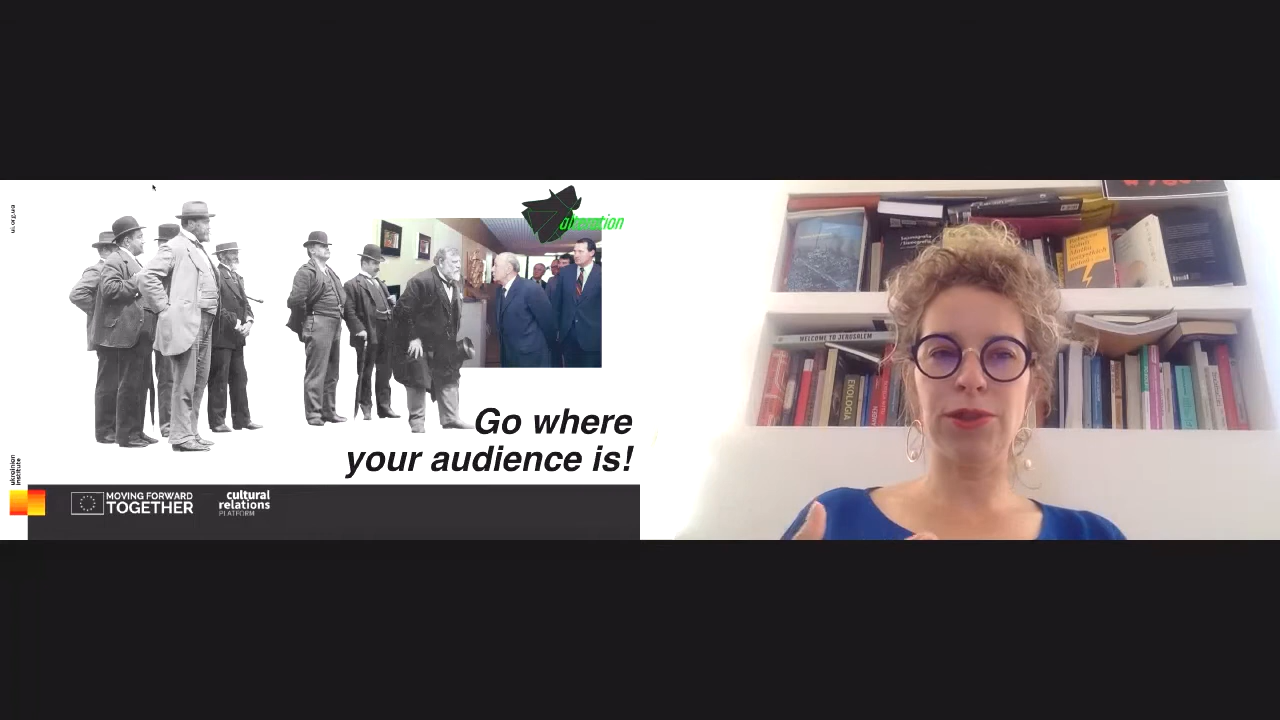 ui.org.ua
alteration
Go where
your audience is!
ukrainian
institute
MOVING FORWARD
TOGETHER
cultural
relations
PLATFORM
WELCOME TO JERUSALEM
EKOLOGIA